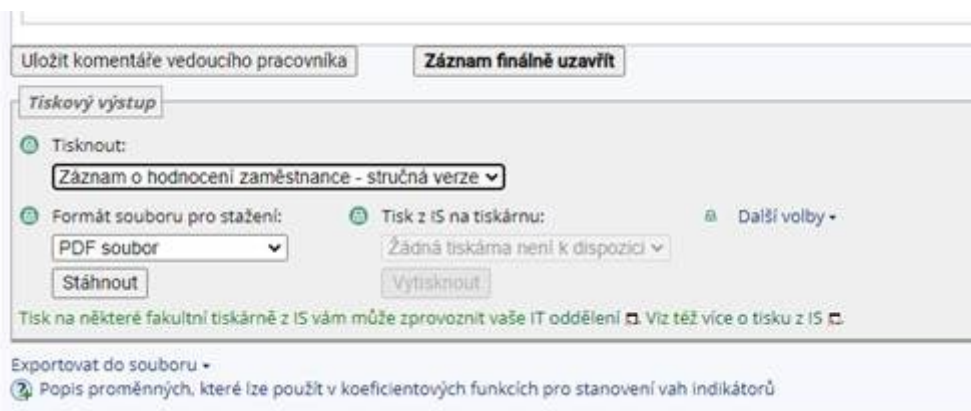 Uložit komentáře vedoucího pracovníka Záznam finálně uzavřít
Tiskový výstup
Tisknout:
Záznam o hodnocení zaměstnance - stručná verze
Formát souboru pro stažení: Tisk z IS na tiskárnu: Další volby
PDF soubor Žádná tiskárna není k dispozici
Stáhnout Vytisknout
Tisk na některé fakultní tiskárně z IS vám může zprovoznit vaše IT oddělení. Viz též více o tisku z IS.
Exportovat do souboru
Popis proměnných, které lze použít v koeficientových funkcích pro stanovení vah indikátorů